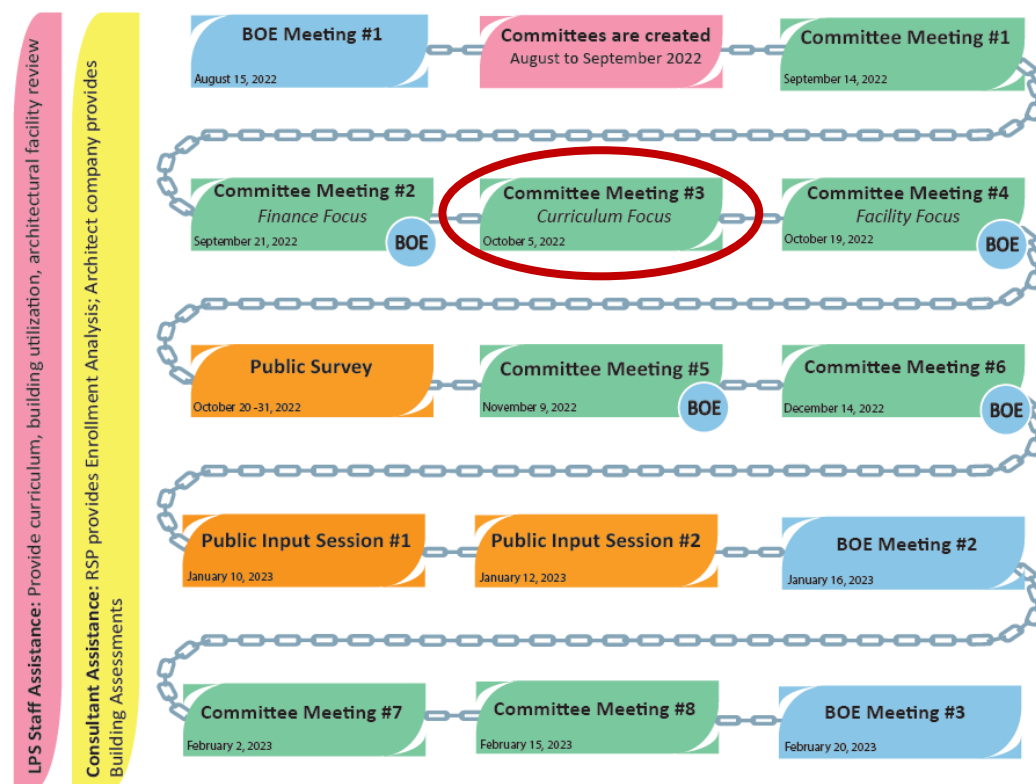 LPS Staff Assistance: Provide curriculum, building utilization, architectural facility review
Consultant Assistance: RSP provides Enrollment Analysis; Architect company provides
Building Assessments
BOE Meeting #1
August 15, 2022
Committees are created
August to September 2022
Committee Meeting #1
September 14, 2022
Committee Meeting #2
Finance Focus
September 21, 2022
BOE
Committee Meeting #3
Curriculum Focus
October 5, 2022
Committee Meeting #4
Facility Focus
October 19, 2022
BOE
Public Survey
October 20 -31, 2022
Committee Meeting #5
November 9, 2022
BOE
Committee Meeting #6
December 14, 2022
BOE
Public Input Session #1
January 10, 2023
Public Input Session #2
January 12, 2023
BOE Meeting #2
January 16, 2023
Committee Meeting #7
February 2, 2023
Committee Meeting #8
February 15, 2023
BOE Meeting #3
February 20, 2023